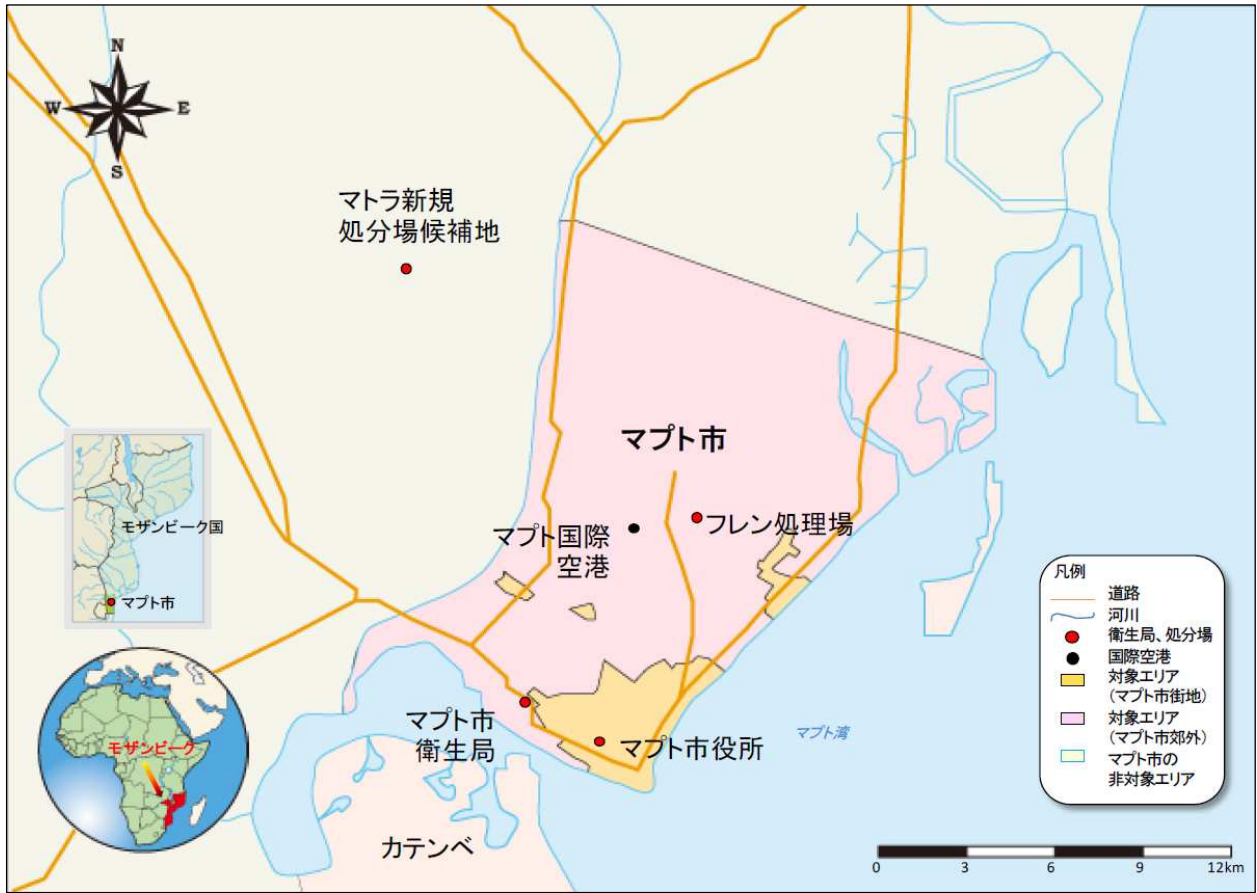 N
W
E
S
マトラ新規
処分場候補地
マプト市
マプト国際
空港
フレン処理場
モザンビーク国
マプト市
モザンビーク
マプト市
衛生局
マプト市役所
マプト湾
カテンベ
凡例
道路
河川
衛生局、処分場
国際空港
対象エリア
(マプト市街地)
対象エリア
(マプト市郊外)
マプト市の
非対象エリア
0 3 6 9 12km